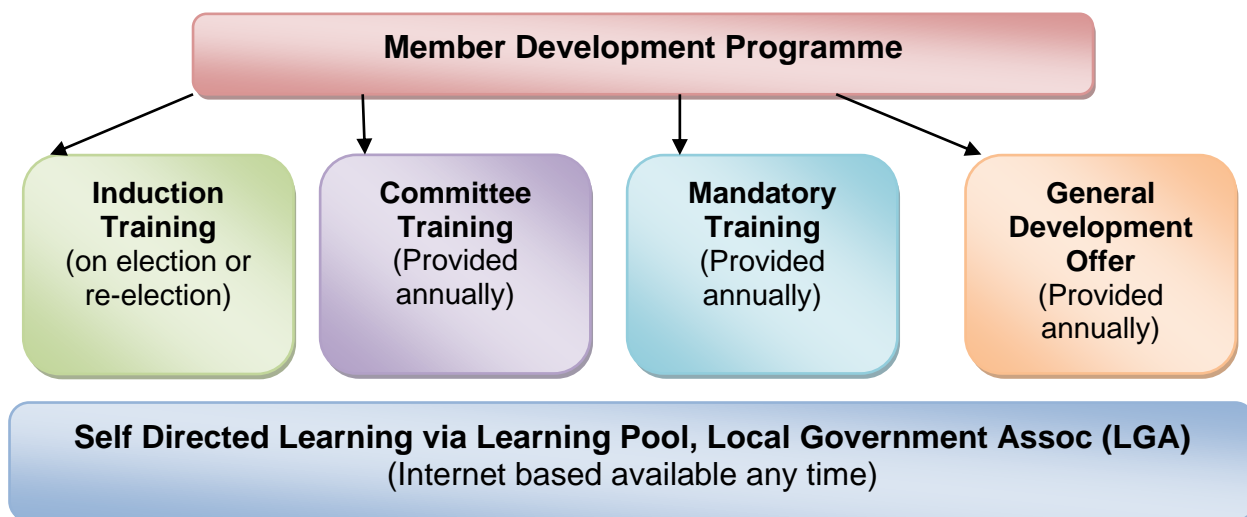 Member Development Programme
Induction
Training
(on election or
re-election)
Committee
Training
(Provided
annually)
Mandatory
Training
(Provided
annually)
General
Development
Offer
(Provided
annually)
Self Directed Learning via Learning Pool, Local Government Assoc (LGA)
(Internet based available any time)